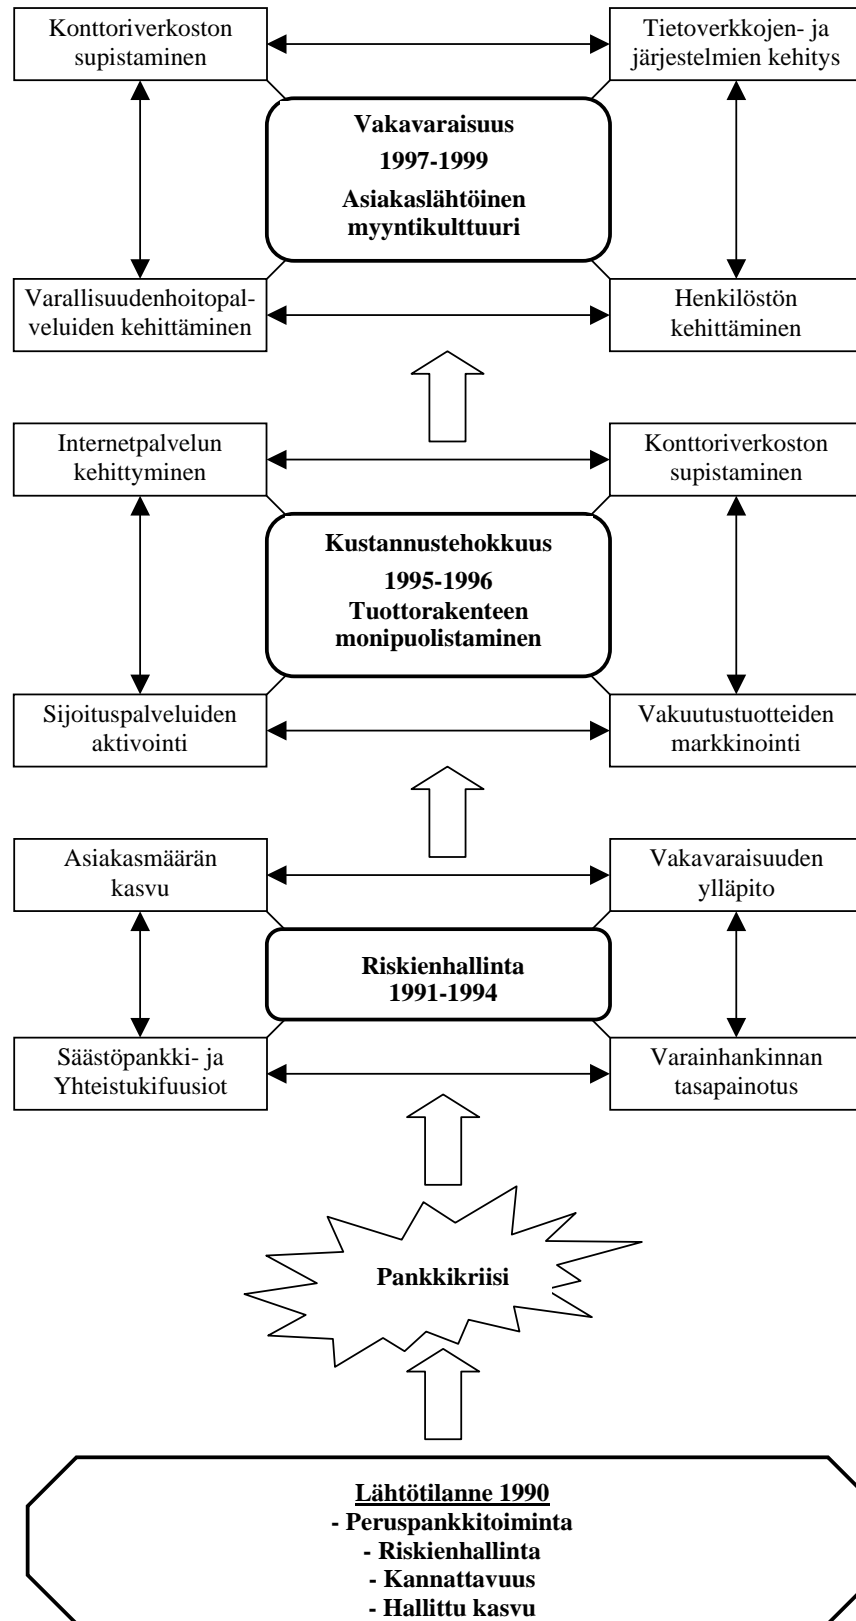 Konttoriverkoston
supistaminen
Tietoverkkojen- ja
järjestelmien kehitys
Vakavaraisuus
1997-1999
Asiakaslähtöinen
myyntikulttuuri
Varallisuudenhoitopal-
veluiden kehittäminen
Henkilöstön
kehittäminen
Internetpalvelun
kehittyminen
Konttoriverkoston
supistaminen
Kustannustehokkuus
1995-1996
Tuottorakenteen
monipuolistaminen
Sijoituspalveluiden
aktivointi
Vakuutustuotteiden
markkinointi
Asiakasmäärän
kasvu
Vakavaraisuuden
ylläpito
Riskienhallinta
1991-1994
Säästöpankki- ja
Yhteistukifuusiot
Varainhankinnan
tasapainotus
Pankkikriisi
Lähtötilanne 1990
- Peruspankkitoiminta
- Riskienhallinta
- Kannattavuus
- Hallittu kasvu